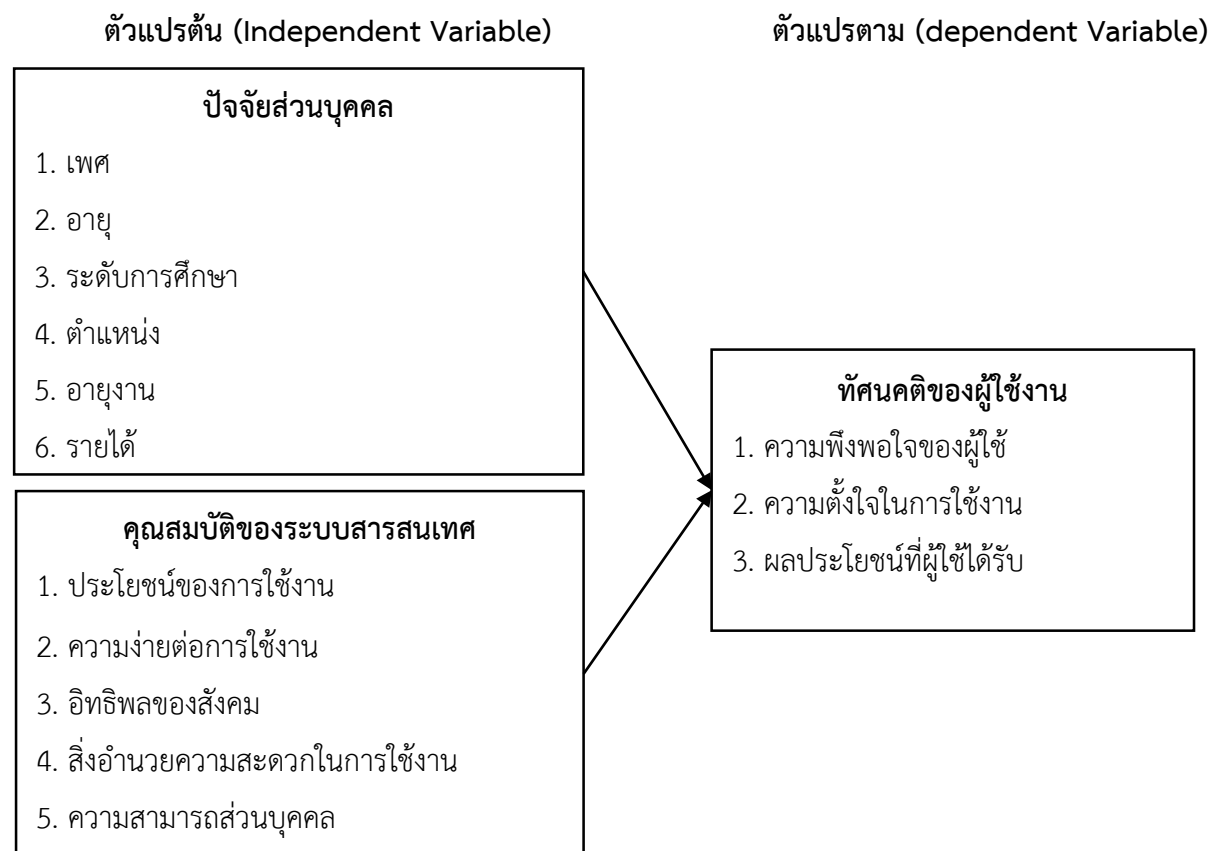 ตัวแปรต้น (Independent Variable)
ตัวแปรตาม (dependent Variable)
ปัจจัยส่วนบุคคล
1. เพศ
2. อายุ
3. ระดับการศึกษา
4. ตำแหน่ง
5. อายุงาน
6. รายได้
คุณสมบัติของระบบสารสนเทศ
1. ประโยชน์ของการใช้งาน
2. ความง่ายต่อการใช้งาน
3. อิทธิพลของสังคม
4. สิ่งอำนวยความสะดวกในการใช้งาน
5. ความสามารถส่วนบุคคล
ทัศนคติของผู้ใช้งาน
1. ความพึงพอใจของผู้ใช้
2. ความตั้งใจในการใช้งาน
3. ผลประโยชน์ที่ผู้ใช้ได้รับ